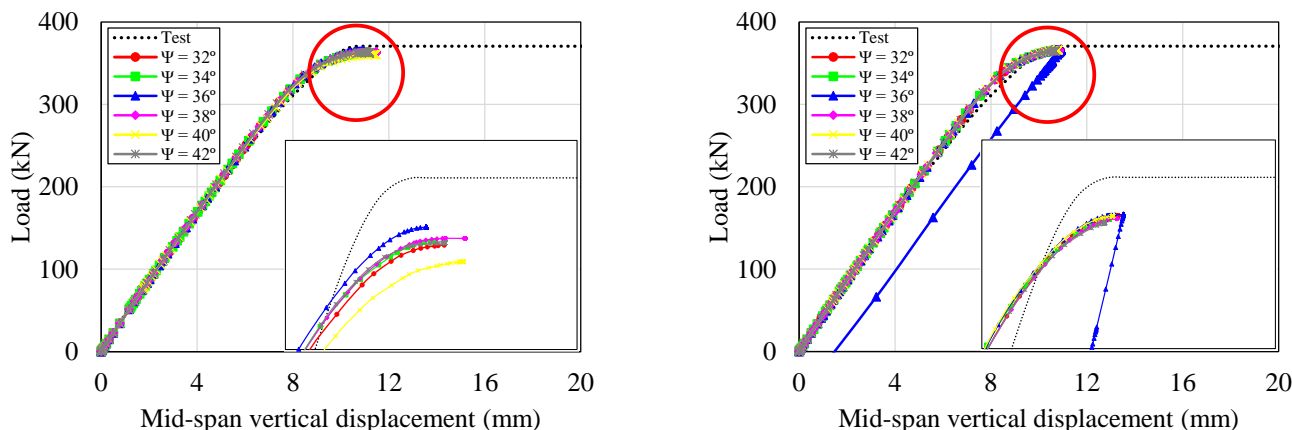 400
300
200
100
0
Load (kN)
Test
Ψ = 32º
Ψ = 34º
Ψ = 36º
Ψ = 38º
Ψ = 40º
Ψ = 42º
0 4 8 12 16 20
Mid-span vertical displacement (mm)
400
300
200
100
0
Load (kN)
Test
Ψ = 32º
Ψ = 34º
Ψ = 36º
Ψ = 38º
Ψ = 40º
Ψ = 42º
0 4 8 12 16 20
Mid-span vertical displacement (mm)